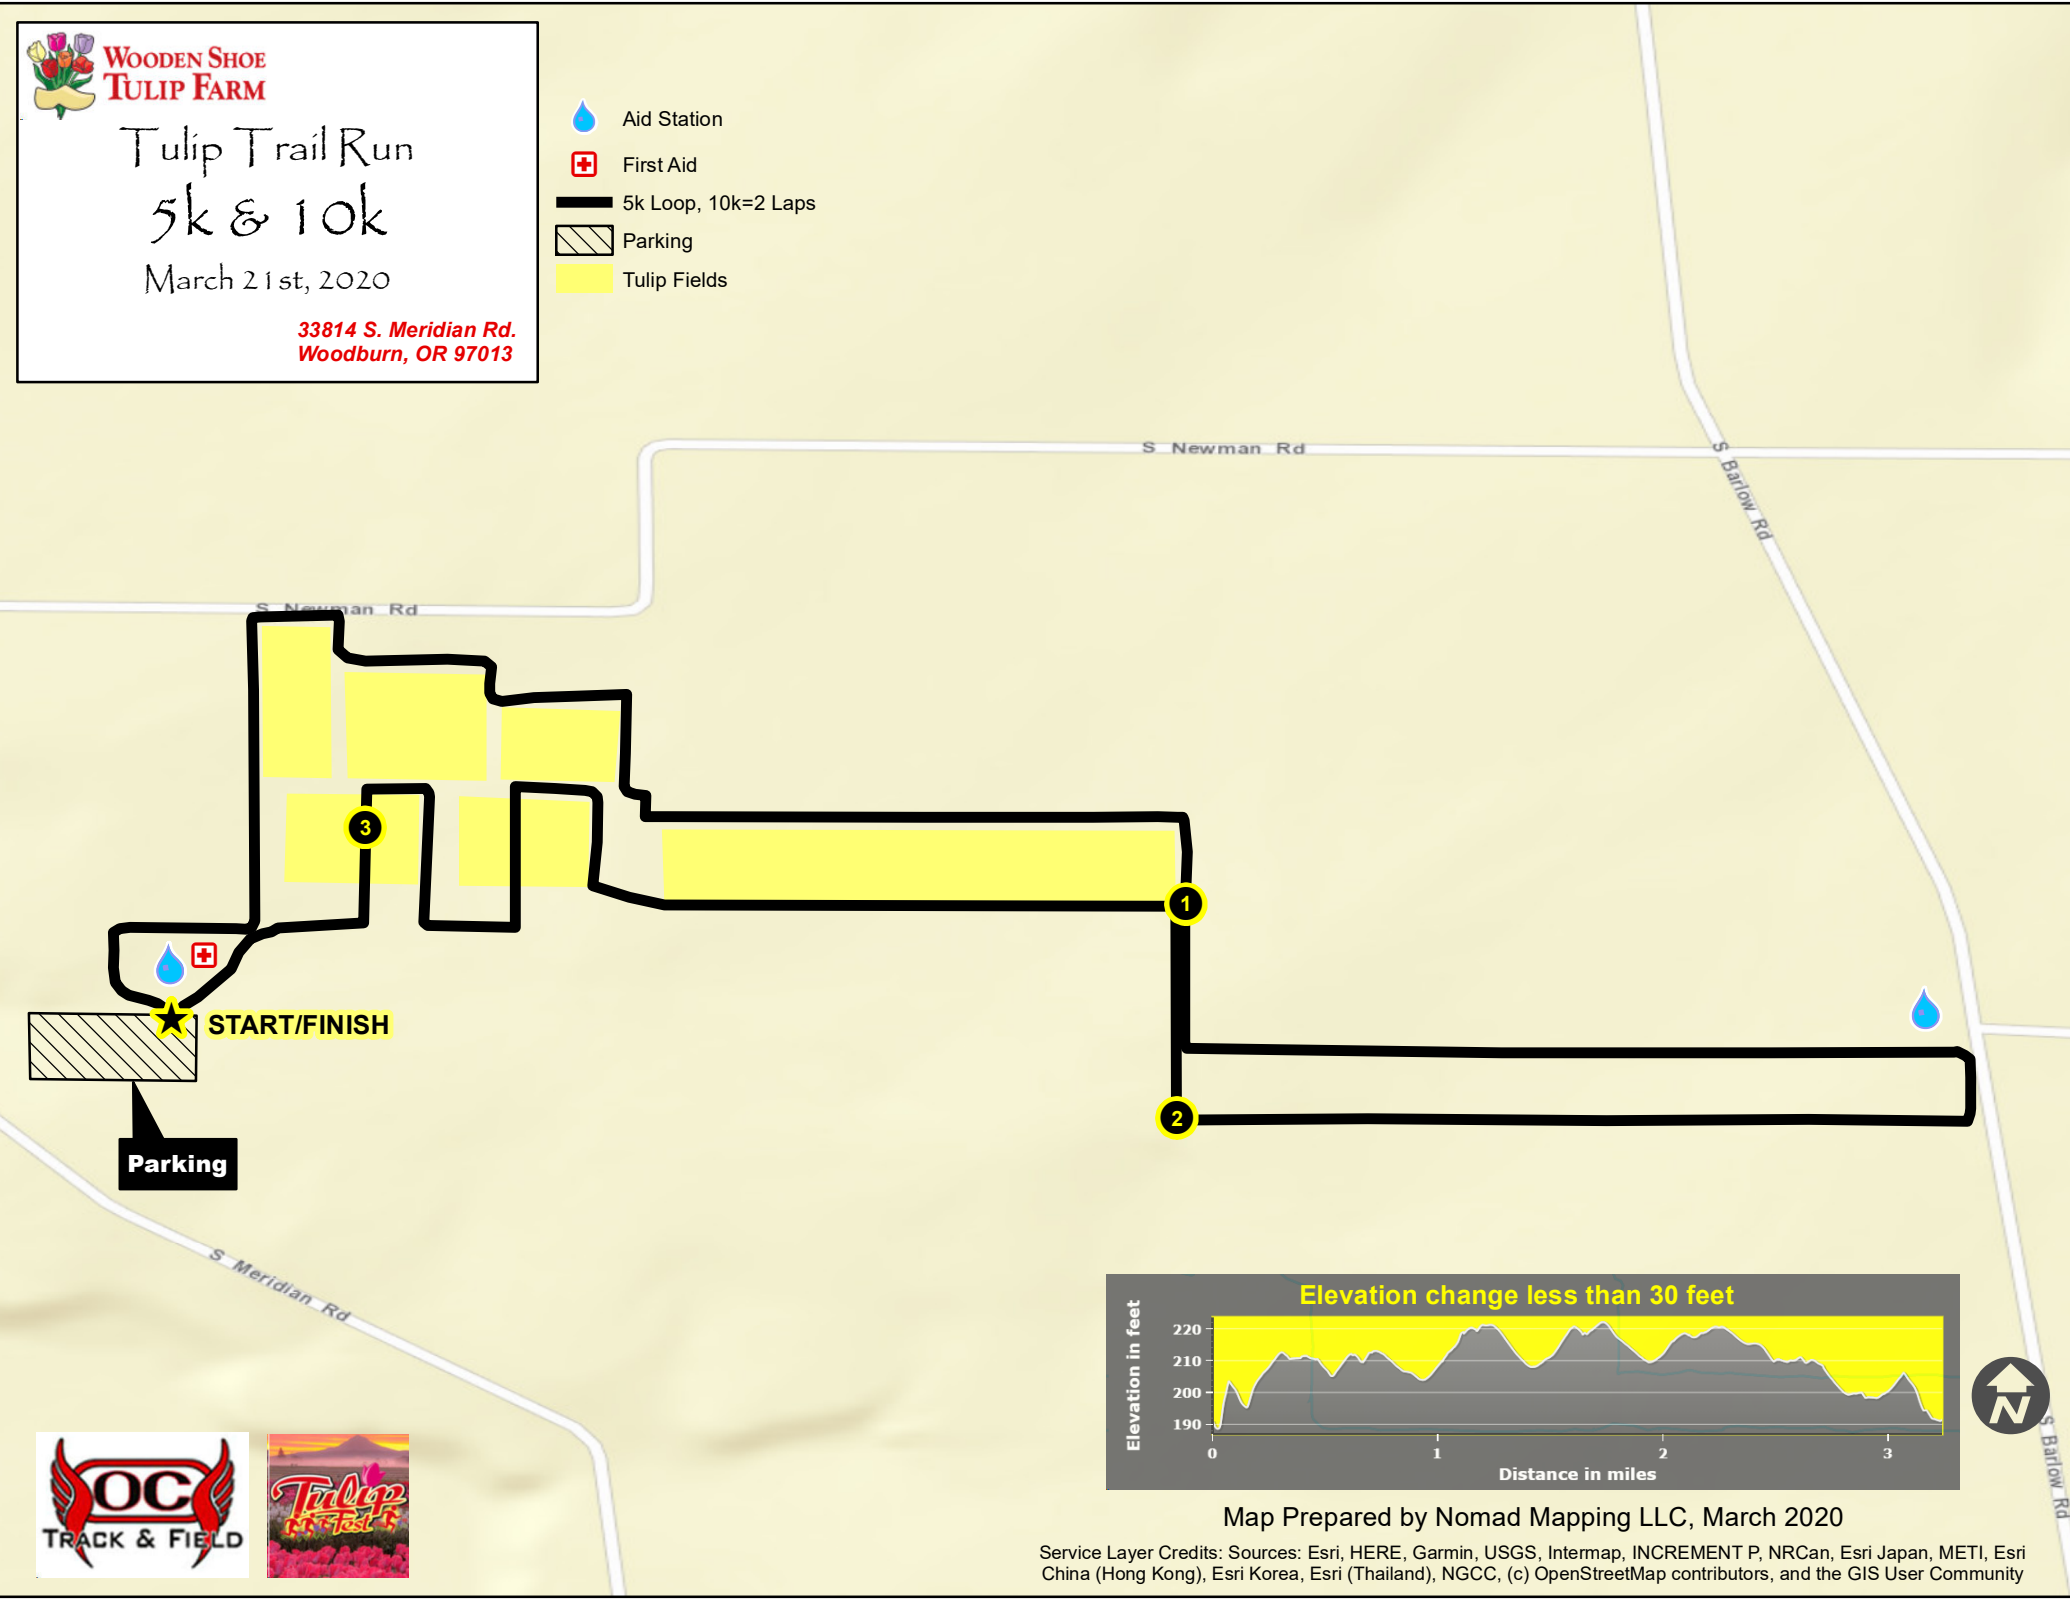 WOODEN SHOE
TULIP FARM
Tulip Trail Run
5k & 10k
March 21st, 2020
33814 S. Meridian Rd.
Woodburn, OR 97013
Aid Station
First Aid
5k Loop, 10k=2 Laps
Parking
Tulip Fields
S Newman Rd
S Barlow Rd
S Newman Rd
3
1
START/FINISH
2
Parking
S Meridian Rd
Elevation change less than 30 feet
Elevation in feet
220
210
200
190
0
1
2
3
Distance in miles
N
S Barlow Rd
OC
TRACK & FIELD
Tulip
Fest
Map Prepared by Nomad Mapping LLC, March 2020
Service Layer Credits: Sources: Esri, HERE, Garmin, USGS, Intermap, INCREMENT P, NRCan, Esri Japan, METI, Esri
China (Hong Kong), Esri Korea, Esri (Thailand), NGCC, (c) OpenStreetMap contributors, and the GIS User Community